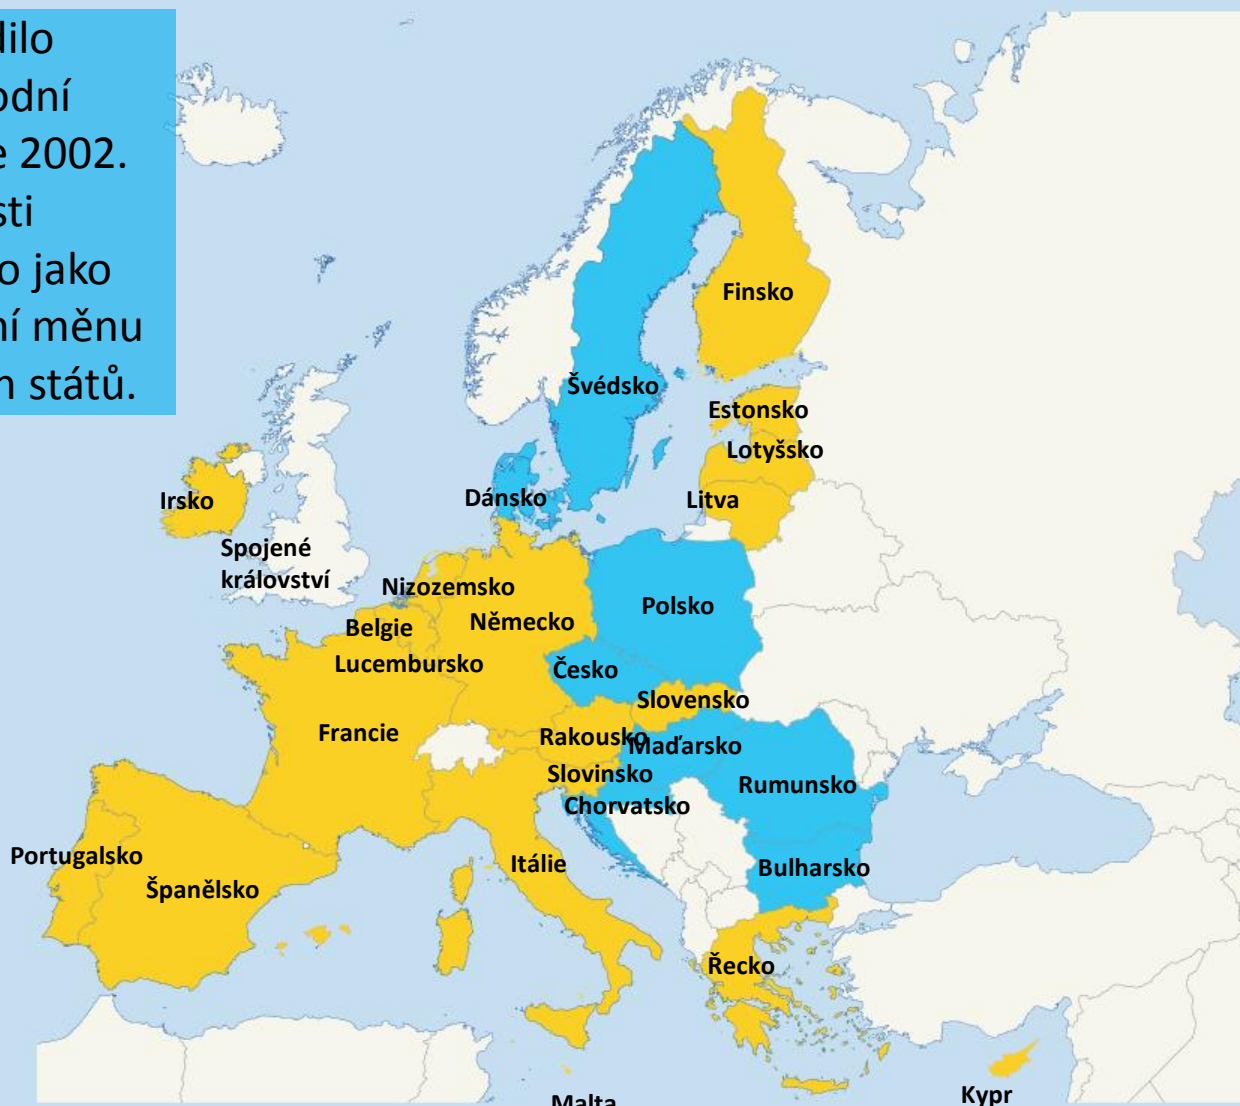 dilo
odní
e 2002.
sti
o jako
ní měnu
n států.
Finsko
Švédsko
Estonsko
Lotyšsko
Dánsko
Litva
Irsko
Spojené
království
Nizozemsko
Polsko
Belgie
Německo
Lucembursko
Česko
Slovensko
Francie
Rakousko
Maďarsko
Slovinsko
Rumunsko
Chorvatsko
Portugalsko
Itálie
Bulharsko
Španělsko
Řecko
Kypr
Malta